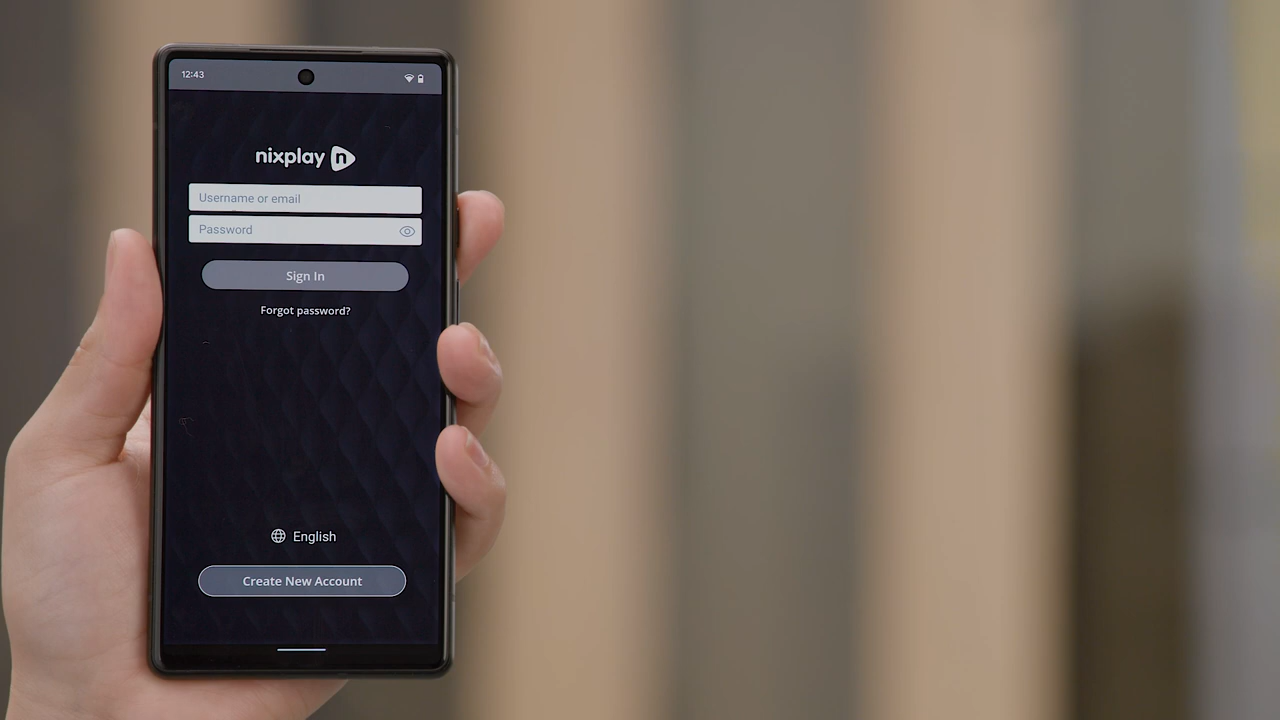 12:43
nixplay n
Username or email
Password
Sign In
Forgot password?
English
Create New Account